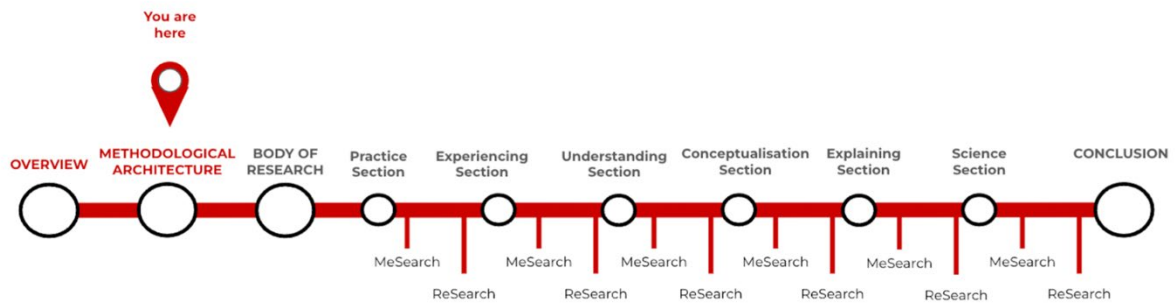 You are
here
OVERVIEW
METHODOLOGICAL
ARCHITECTURE
BODY OF
RESEARCH
Practice
Section
Experiencing
Section
Understanding
Section
Conceptualisation
Section
Explaining
Section
Science
Section
CONCLUSION
MeSearch
ReSearch
MeSearch
ReSearch
MeSearch
ReSearch
MeSearch
ReSearch
MeSearch
ReSearch
MeSearch
ReSearch